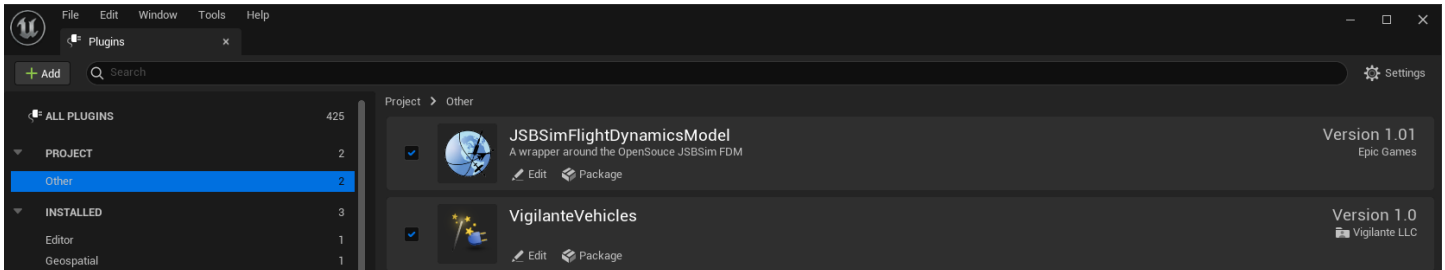 File Edit Window Tools Help
Plugins
Add Search Settings
ALL PLUGINS 425
PROJECT 2
Other 2
INSTALLED 3
Editor 1
Geospatial 1
Project > Other
JSBSimFlightDynamicsModel Version 1.01
A wrapper around the OpenSouce JSBSim FDM Epic Games
Edit Package
VigilanteVehicles Version 1.0
Vigilante LLC
Edit Package